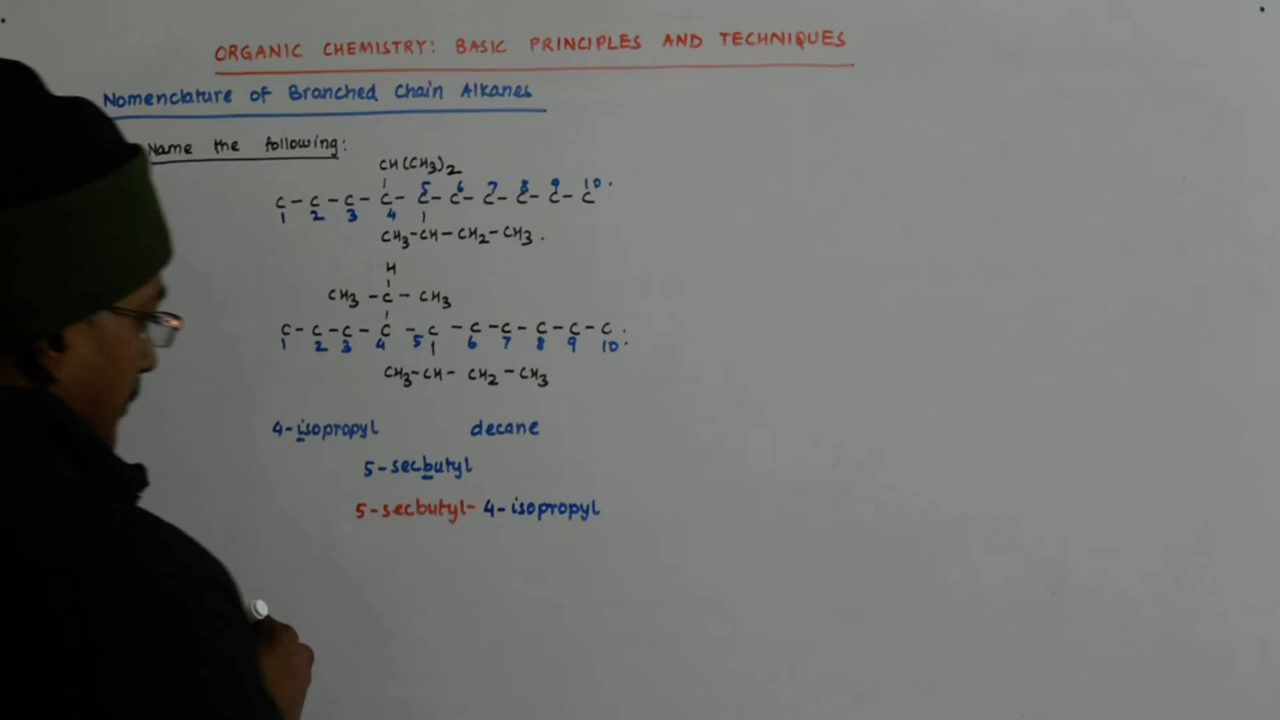 ORGANIC CHEMISTRY: BASIC PRINCIPLES AND TECHNIQUES
Nomenclature of Branched Chain Alkanes
Name the following:
CH(CH3)2
5 6 7 8 9 10.
C - C - C - C - C - C - C - C - C - C
1 2 3 4
CH3-CH-CH2-CH3.
H
CH3 - C - CH3
C - C - C - C - C - C - C - C - C - C.
1 2 3 4 5 6 7 8 9 10.
CH3-CH- CH2-CH3
4-isopropyl decane
5-secbutyl
5-secbutyl-4-isopropyl